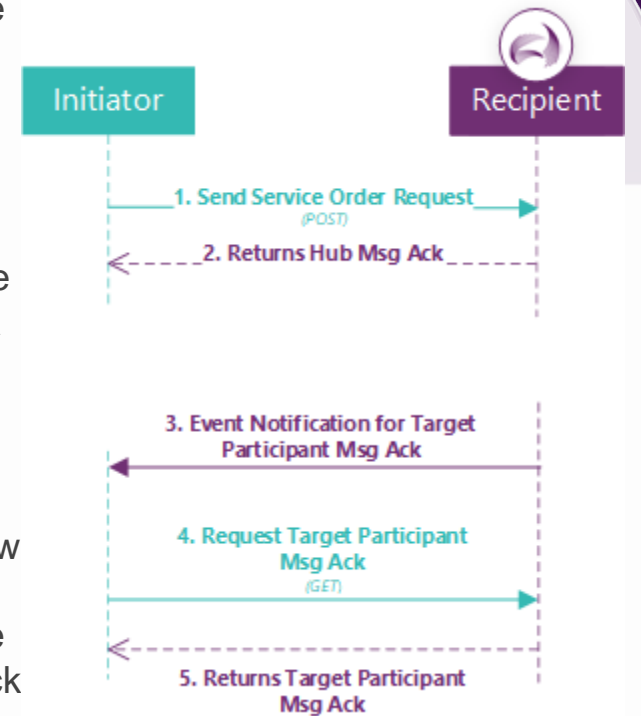 e
Initiator
Recipient
1. Send Service Order Request
(POST)
2. Returns Hub Msg Ack
e
3. Event Notification for Target
Participant Msg Ack
4. Request Target Participant
Msg Ack
(GET)
w
e
ck
5. Returns Target Participant
Msg Ack